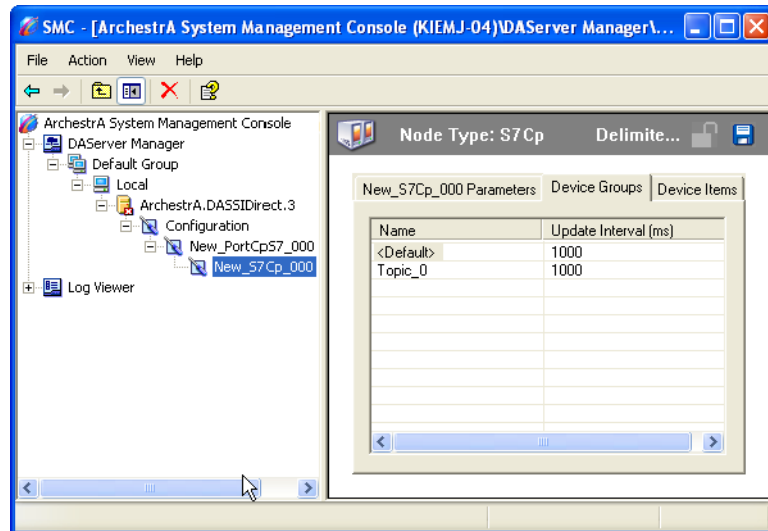 SMC - [ArchestrA System Management Console (KIEMJ-04)\DAServer Manager\...
File Action View Help
ArchestrA System Management Console
DAServer Manager
Default Group
Local
ArchestrA.DASSIDirect.3
Configuration
New_PortCpS7_000
New_S7Cp_000
Log Viewer
Node Type: S7Cp Delimite...
New_S7Cp_000 Parameters Device Groups Device Items
Name Update Interval (ms)
<Default> 1000
Topic_0 1000